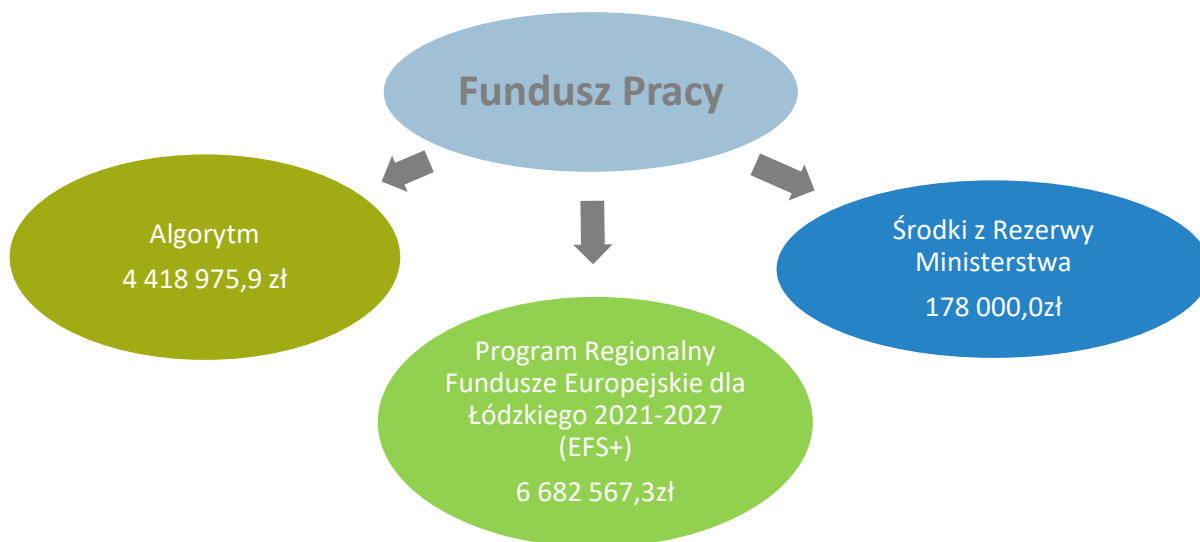 Fundusz Pracy
Algorytm
4 418 975,9 zł
Program Regionalny
Fundusze Europejskie dla
Łódzkiego 2021-2027
(EFS+)
6 682 567,3zł
Środki z Rezerwy
Ministerstwa
178 000,0zł